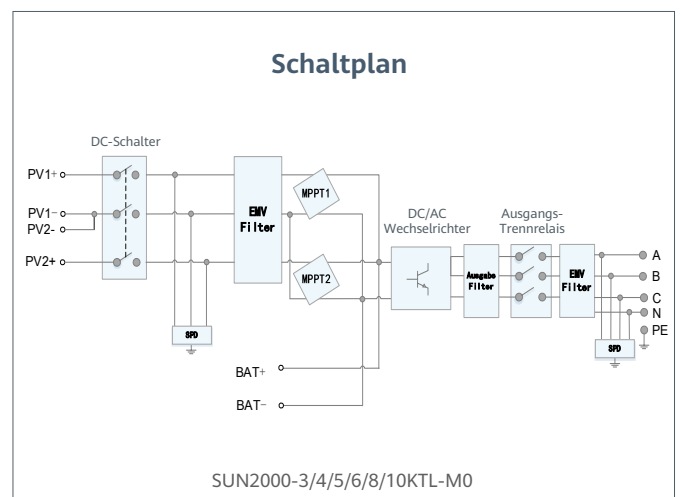 Schaltplan
DC-Schalter
PV1+
PV1−
PV2-
PV2+
EMV
Filter
MPPT1
MPPT2
DC/AC
Wechselrichter
Ausgabe
Filter
Ausgangs-
Trennrelais
EMV
Filter
A
B
C
N
PE
SPD
SPD
BAT+
BAT−
SUN2000-3/4/5/6/8/10KTL-M0